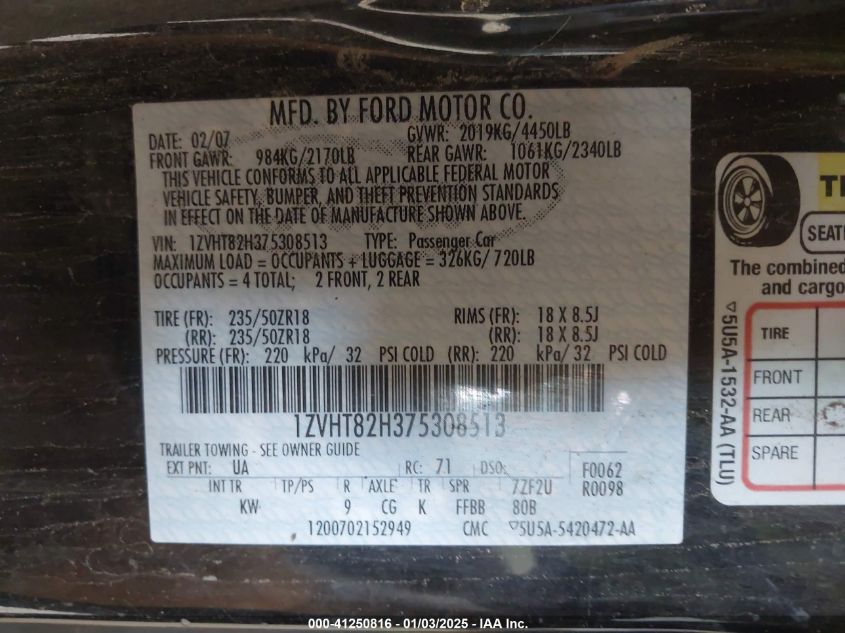 MFD. BY FORD MOTOR CO.
DATE: 02/07 GVWR: 2019KG/4450LB
FRONT GAWR: 984KG/2170LB REAR GAWR: 1061KG/2340LB
THIS VEHICLE CONFORMS TO ALL APPLICABLE FEDERAL MOTOR
VEHICLE SAFETY, BUMPER, AND THEFT PREVENTION STANDARDS
IN EFFECT ON THE DATE OF MANUFACTURE SHOWN ABOVE.
VIN: 1ZVHT82H375308513 TYPE: Passenger Car
MAXIMUM LOAD = OCCUPANTS + LUGGAGE = 326KG/ 720LB
OCCUPANTS = 4 TOTAL; 2 FRONT, 2 REAR
TIRE (FR): 235/50ZR18 RIMS (FR): 18 X 8.5J
(RR): 235/50ZR18 (RR): 18 X 8.5J
PRESSURE (FR): 220 kPa/ 32 PSI COLD (RR): 220 kPa/ 32 PSI COLD
1ZVHT82H375308513
TRAILER TOWING - SEE OWNER GUIDE
EXT PNT: UA RC: 71 DSO: F0062
INT TR TP/PS R AXLE TR SPR 7ZF2U R0098
KW 9 CG K FFBB 80B
1200702152949 CMC ▽5U5A-5420472-AA
SEATI
The combined
and cargo
TIRE
FRONT
REAR
SPARE
▽5U5A-1532-AA (TLU)
000-41250816 - 01/03/2025 - IAA Inc.